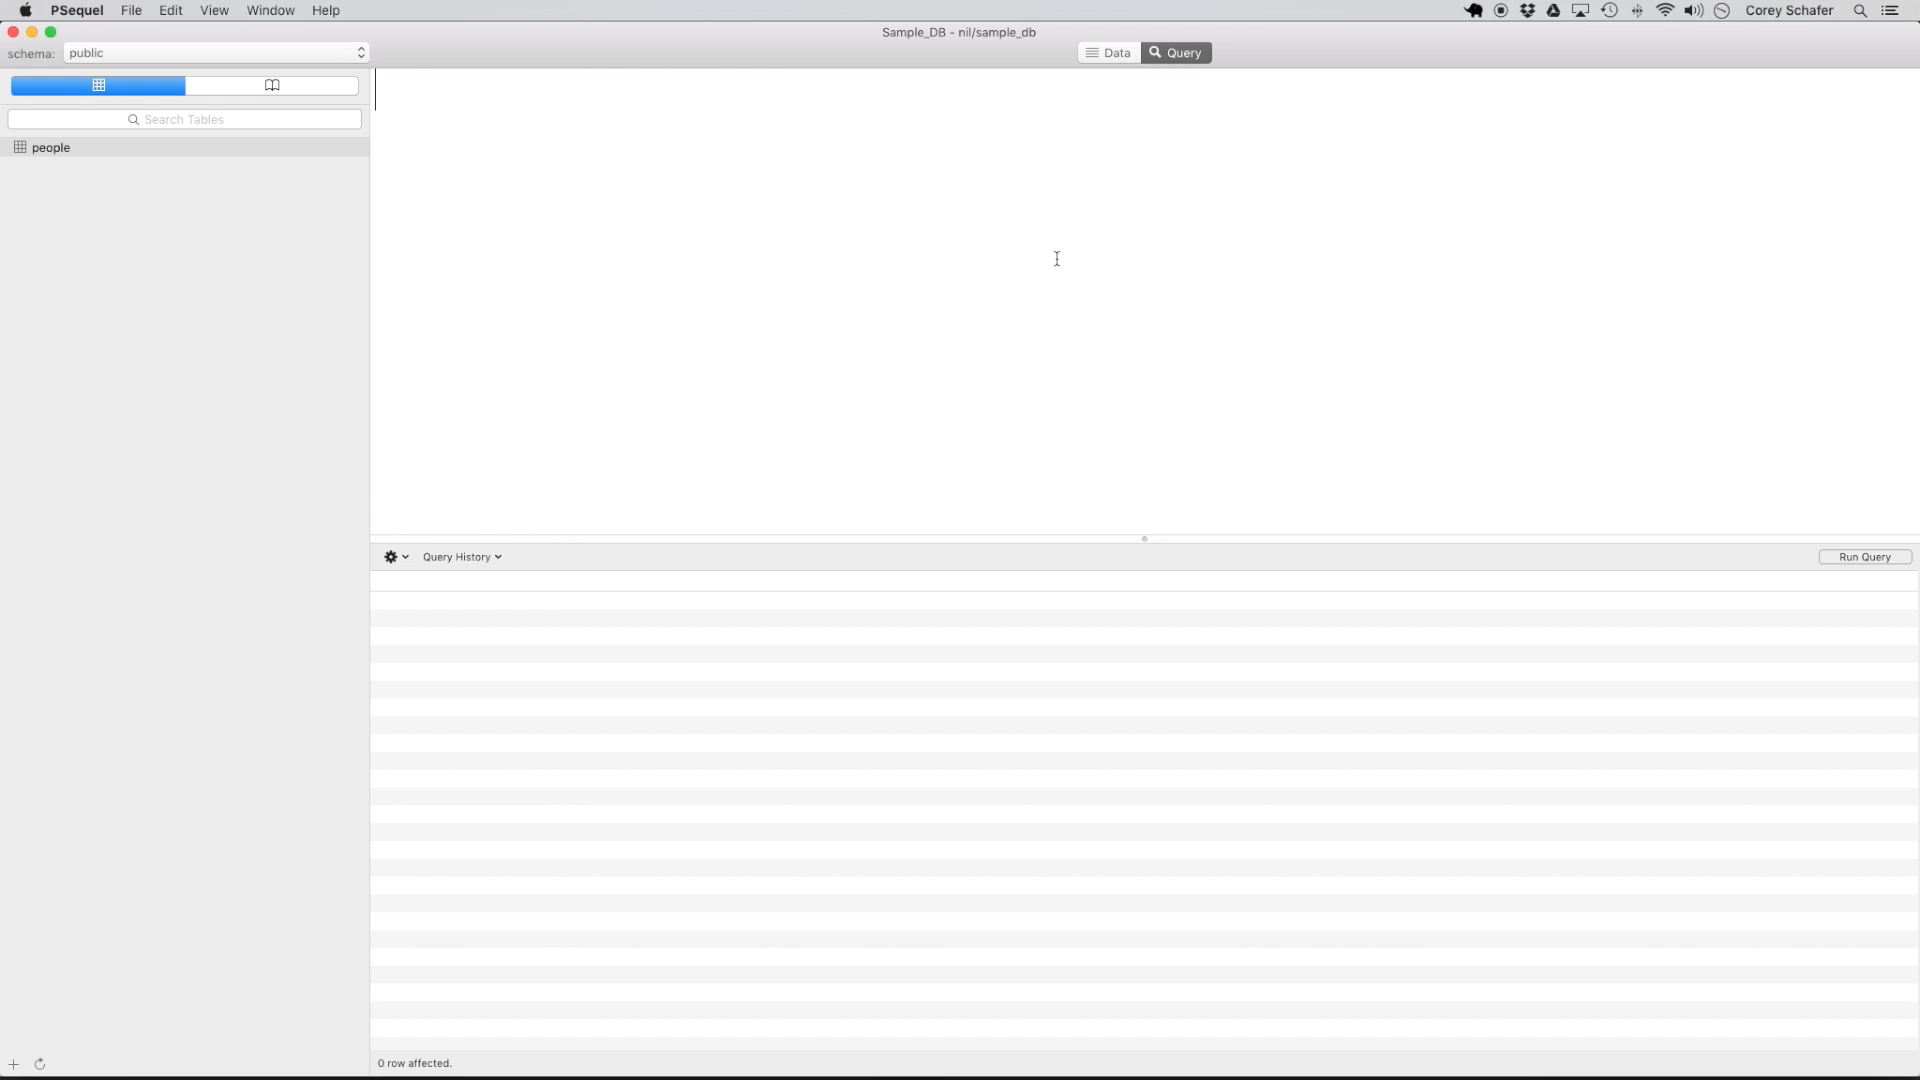 PSequel File Edit View Window Help Corey Schafer
Sample_DB - nil/sample_db
schema: public Data Query
Search Tables
people
Query History Run Query
0 row affected.